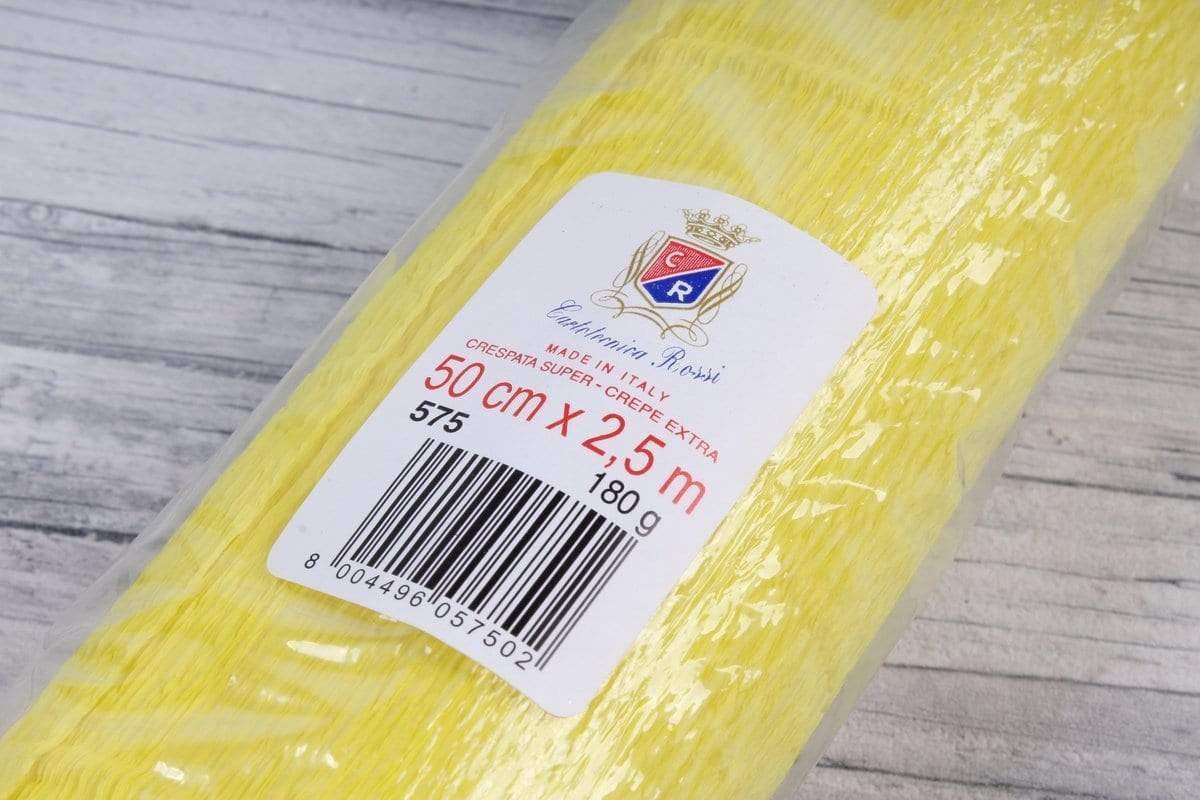 C
R
Cartotecnica Rossi
MADE IN ITALY
CRESPATA SUPER - CREPE EXTRA
50 cm x 2,5 m
575
180 g
8 004496 057502